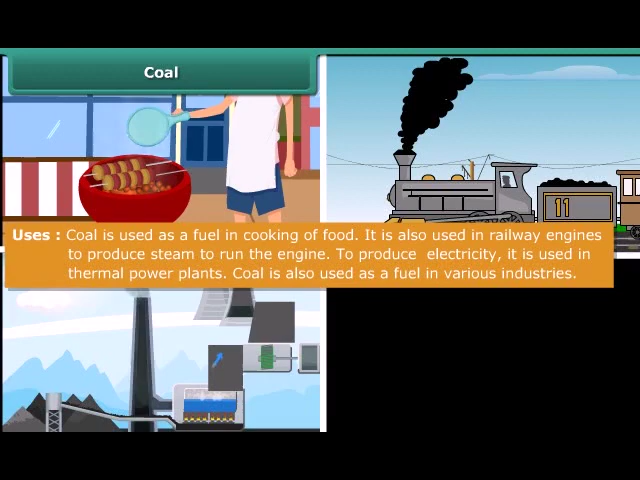 Coal
11
Uses : Coal is used as a fuel in cooking of food. It is also used in railway engines
to produce steam to run the engine. To produce electricity, it is used in
thermal power plants. Coal is also used as a fuel in various industries.